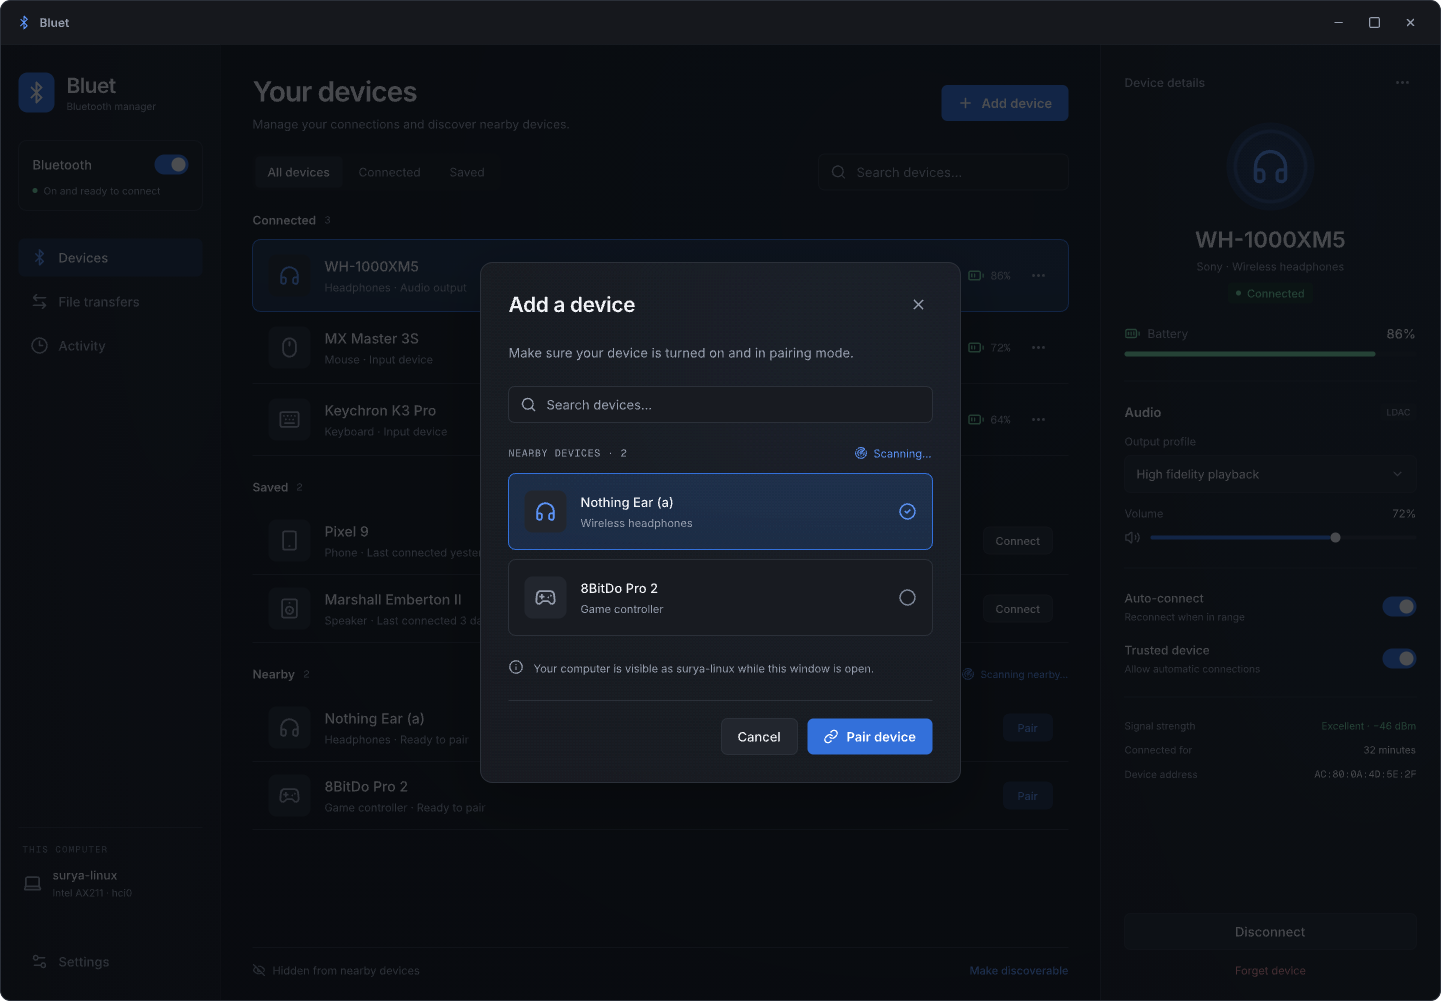 Bluet
Bluet
Bluetooth manager
Bluetooth
On and ready to connect
Devices
File transfers
Activity
THIS COMPUTER
surya-linux
Intel AX211 · hci0
Settings
Your devices
Manage your connections and discover nearby devices.
Add device
All devices
Connected
Saved
Search devices...
Connected 3
WH-1000XM5
Headphones · Audio output
86%
MX Master 3S
Mouse · Input device
72%
Keychron K3 Pro
Keyboard · Input device
64%
Saved 2
Pixel 9
Phone · Last connected yester
Connect
Marshall Emberton II
Speaker · Last connected 3 da
Connect
Nearby 2
Scanning nearby...
Nothing Ear (a)
Headphones · Ready to pair
Pair
8BitDo Pro 2
Game controller · Ready to pair
Pair
Hidden from nearby devices
Make discoverable
Add a device
Make sure your device is turned on and in pairing mode.
Search devices...
NEARBY DEVICES · 2
Scanning...
Nothing Ear (a)
Wireless headphones
8BitDo Pro 2
Game controller
Your computer is visible as surya-linux while this window is open.
Cancel
Pair device
Device details
WH-1000XM5
Sony · Wireless headphones
Connected
Battery
86%
Audio
LDAC
Output profile
High fidelity playback
Volume
72%
Auto-connect
Reconnect when in range
Trusted device
Allow automatic connections
Signal strength
Excellent · -46 dBm
Connected for
32 minutes
Device address
AC:80:0A:4D:5E:2F
Disconnect
Forget device